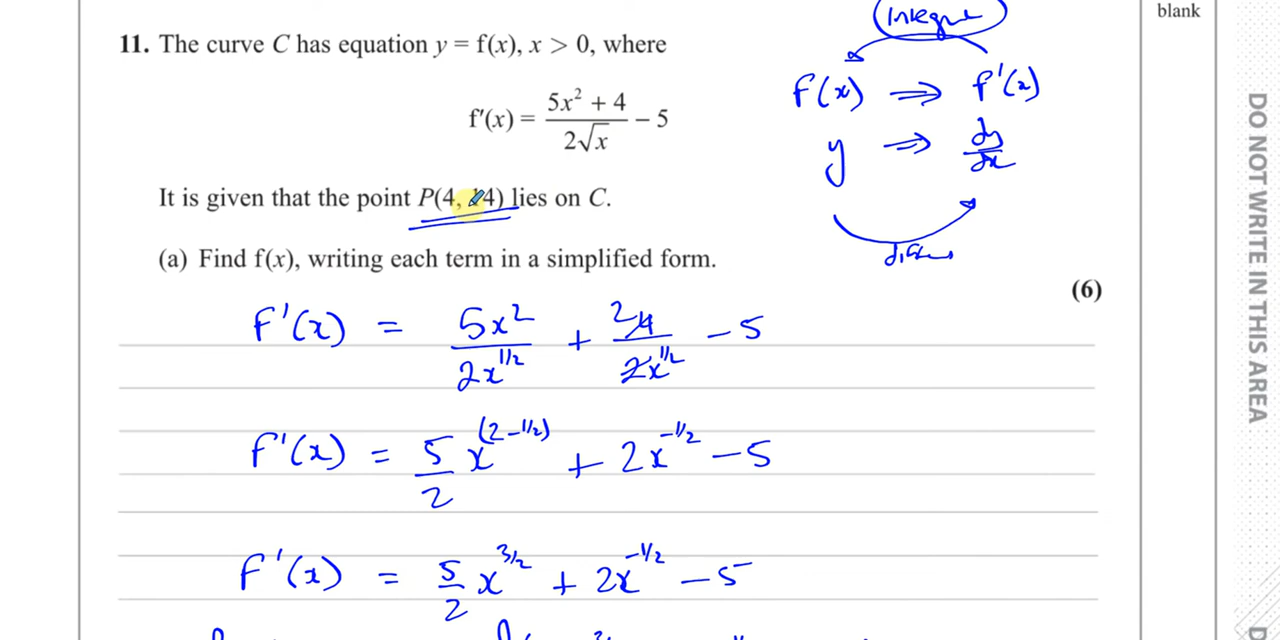 blank
Integrate
11. The curve C has equation y = f(x), x > 0, where
f(x) ⇒ f'(x)
f′(x) = (5x² + 4)/(2√x) − 5
y ⇒ dy/dx
It is given that the point P(4, 14) lies on C.
(a) Find f(x), writing each term in a simplified form.
(6)
f'(x) = 5x²/2x^(1/2) + 2 4/2x^(1/2) − 5
f'(x) = 5/2 x^(2−1/2) + 2x^(−1/2) − 5
f'(x) = 5/2 x^(3/2) + 2x^(−1/2) − 5
DO NOT WRITE IN THIS AREA